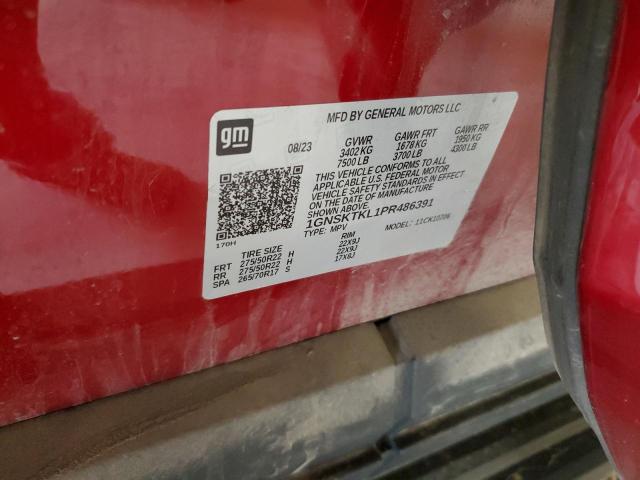 gm
MFD BY GENERAL MOTORS LLC
08/23
GVWR GAWR FRT GAWR RR
3402 KG 1678 KG 1950 KG
7500 LB 3700 LB 4300 LB
THIS VEHICLE CONFORMS TO ALL
APPLICABLE U.S. FEDERAL MOTOR
VEHICLE SAFETY STANDARDS IN EFFECT
ON THE DATE OF MANUFACTURE
SHOWN ABOVE.
1GNSKTKL1PR486391
TYPE: MPV MODEL: 11CK10706
170H
TIRE SIZE RIM
FRT 275/50R22 H 22X9J
RR 275/50R22 H 22X9J
SPA 265/70R17 S 17X8J